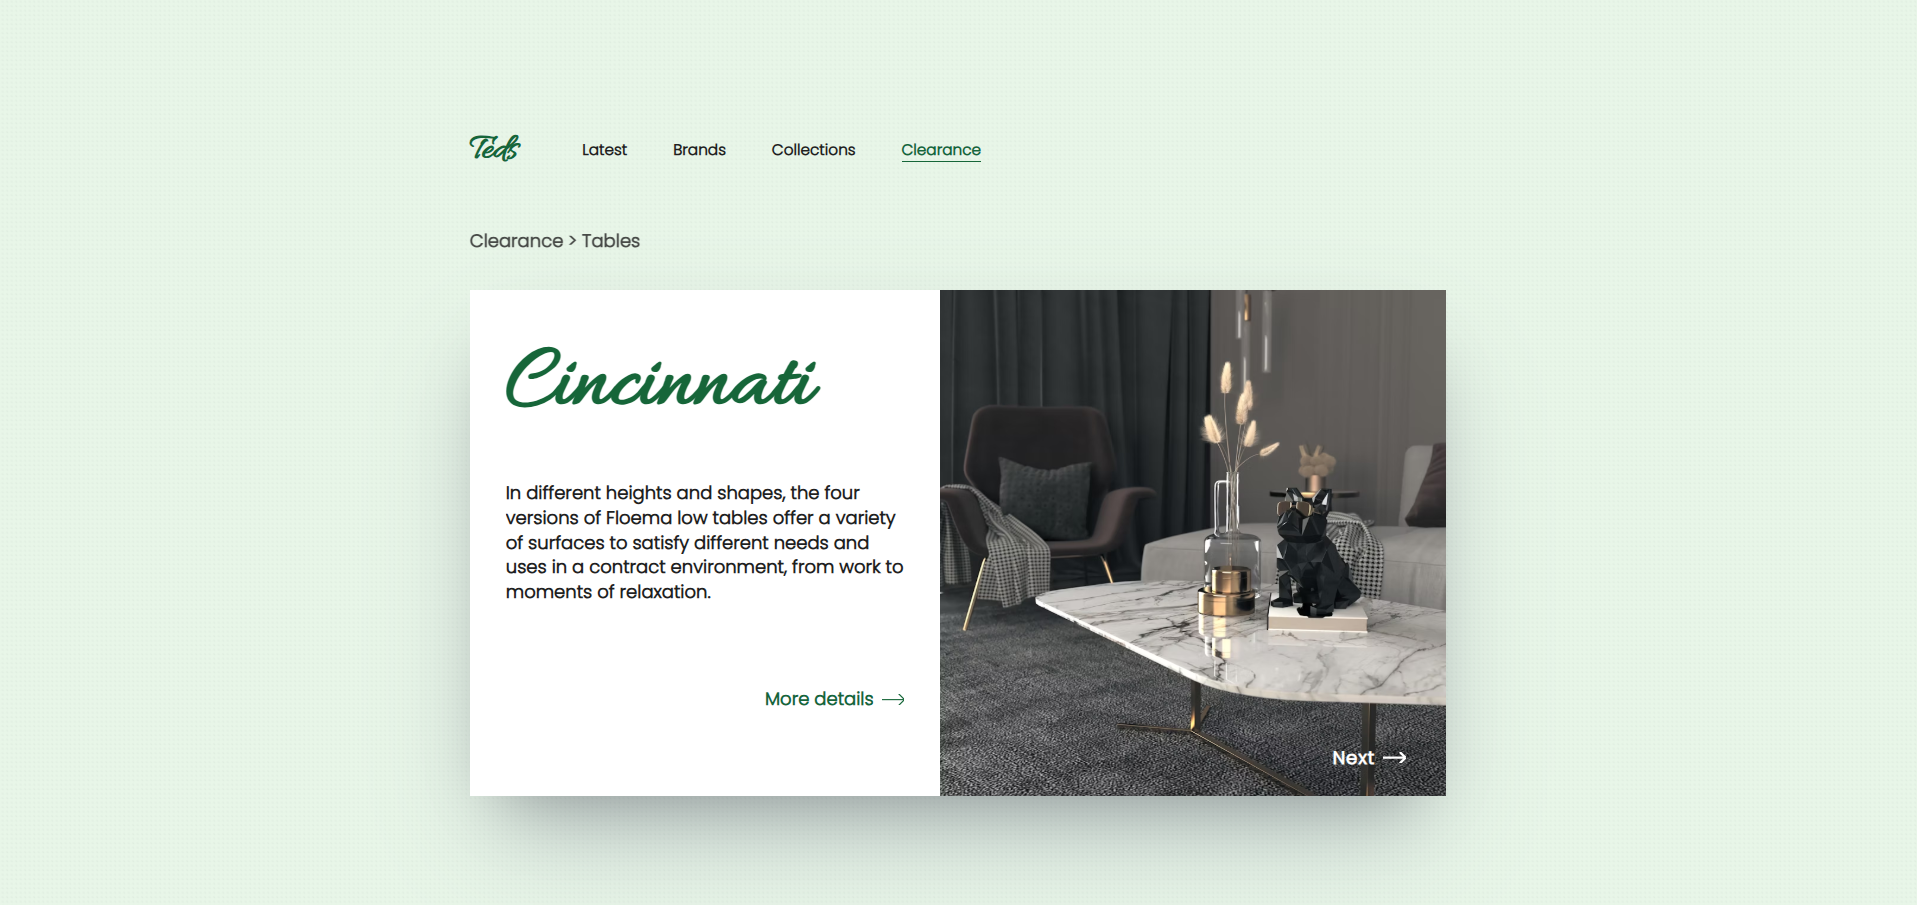 Teds
Latest Brands Collections Clearance
Clearance > Tables
Cincinnati
In different heights and shapes, the four
versions of Floema low tables offer a variety
of surfaces to satisfy different needs and
uses in a contract environment, from work to
moments of relaxation.
More details
Next